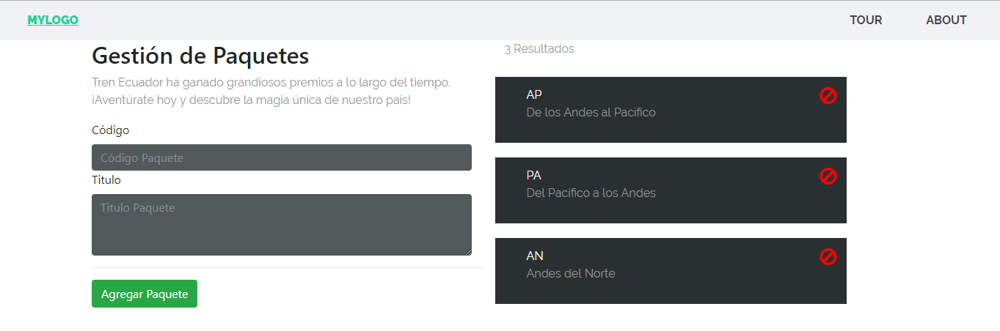 MYLOGO
TOUR
ABOUT
Gestión de Paquetes
Tren Ecuador ha ganado grandiosos premios a lo largo del tiempo.
¡Aventúrate hoy y descubre la magia única de nuestro pais!
Código
Código Paquete
Titulo
Titulo Paquete
Agregar Paquete
3 Resultados
AP
De los Andes al Pacífico
PA
Del Pacífico a los Andes
AN
Andes del Norte